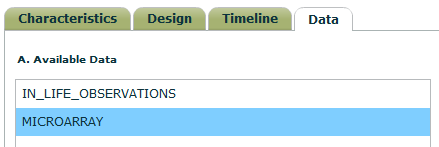 Characteristics Design Timeline Data
A. Available Data
IN_LIFE_OBSERVATIONS
MICROARRAY